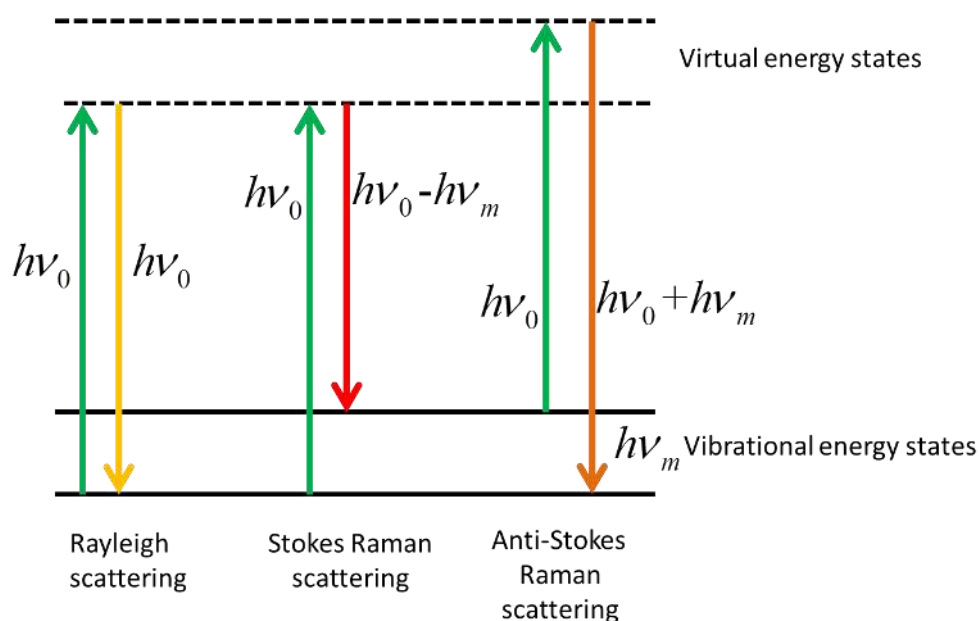 Virtual energy states
hν₀
hν₀-hνₘ
hν₀
hν₀
hν₀
hν₀+hνₘ
hνₘ Vibrational energy states
Rayleigh
scattering
Stokes Raman
scattering
Anti-Stokes
Raman
scattering